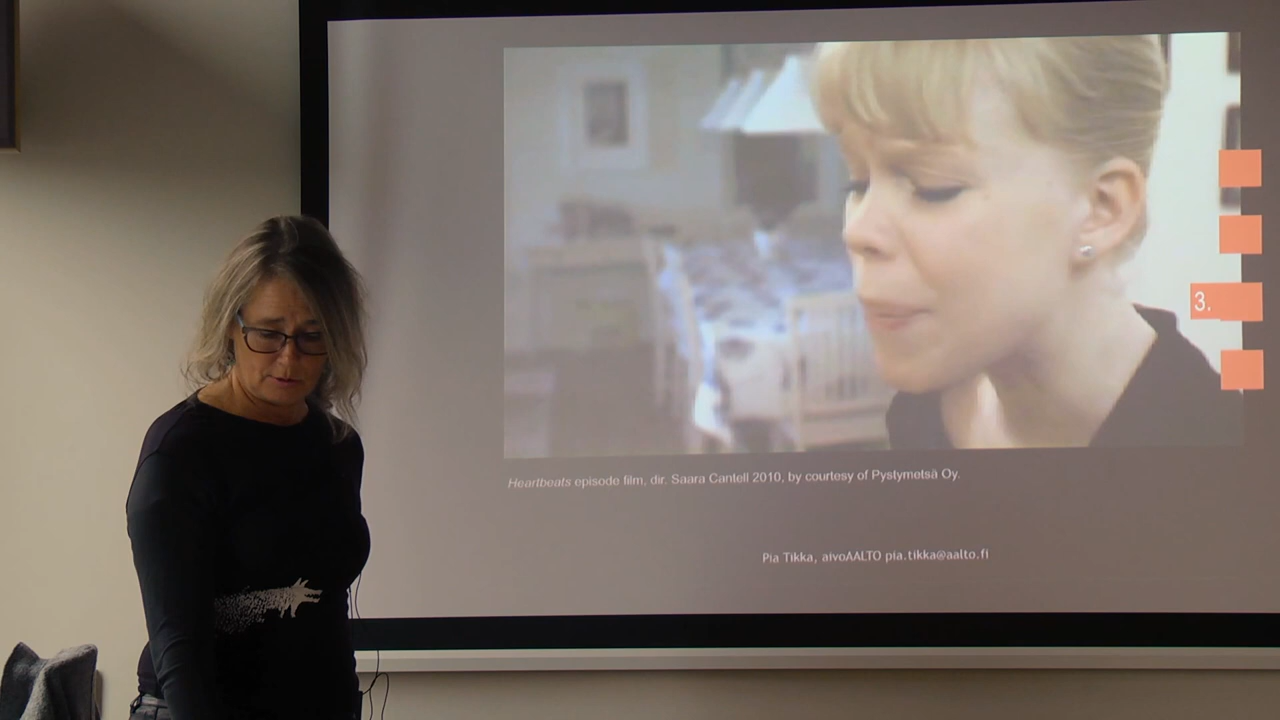 3.
Heartbeats episode film, dir. Saara Cantell 2010, by courtesy of Pystymetsä Oy.
Pia Tikka, aivoAALTO pia.tikka@aalto.fi